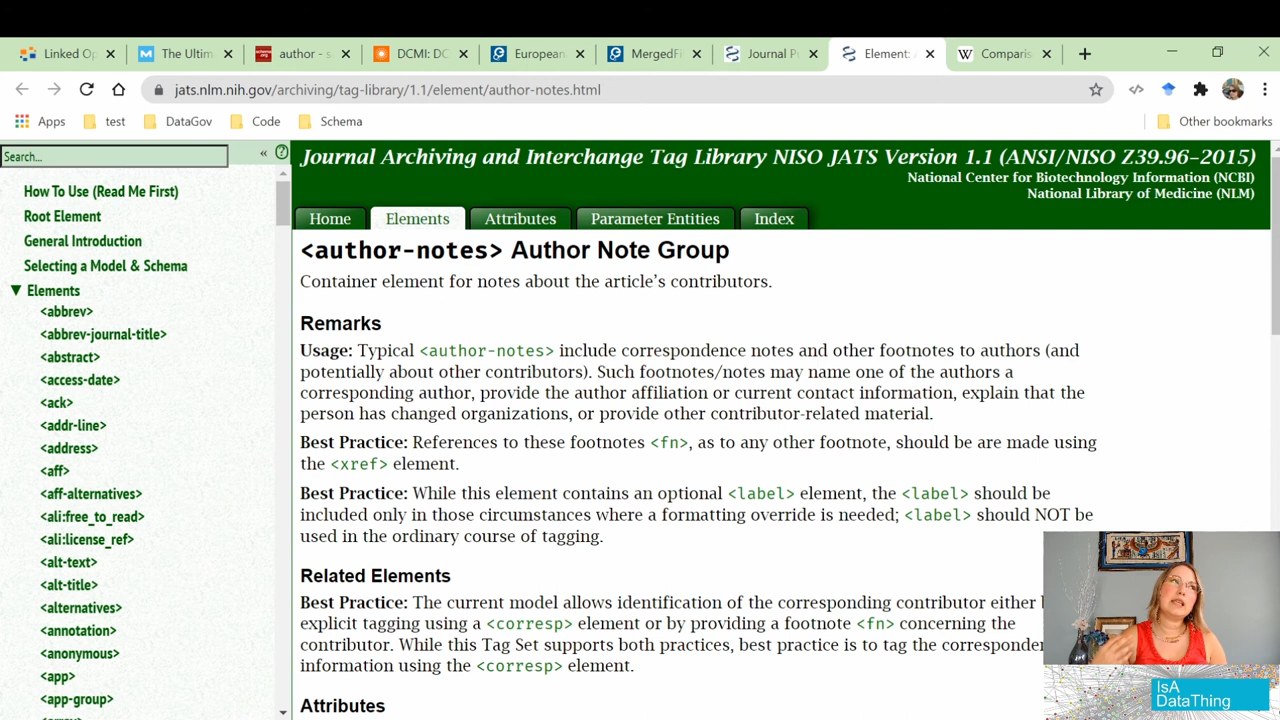 Linked Op
The Ultim
author - s
DCMI: DC
European
MergedFi
Journal P
Element:
Comparis
jats.nlm.nih.gov/archiving/tag-library/1.1/element/author-notes.html
Apps
test
DataGov
Code
Schema
Other bookmarks
Search...
«
?
Journal Archiving and Interchange Tag Library NISO JATS Version 1.1 (ANSI/NISO Z39.96–2015)
National Center for Biotechnology Information (NCBI)
National Library of Medicine (NLM)
Home
Elements
Attributes
Parameter Entities
Index
How To Use (Read Me First)
Root Element
General Introduction
Selecting a Model & Schema
▼ Elements
<abbrev>
<abbrev-journal-title>
<abstract>
<access-date>
<ack>
<addr-line>
<address>
<aff>
<aff-alternatives>
<ali:free_to_read>
<ali:license_ref>
<alt-text>
<alt-title>
<alternatives>
<annotation>
<anonymous>
<app>
<app-group>
<author-notes> Author Note Group
Container element for notes about the article's contributors.
Remarks
Usage: Typical <author-notes> include correspondence notes and other footnotes to authors (and
potentially about other contributors). Such footnotes/notes may name one of the authors a
corresponding author, provide the author affiliation or current contact information, explain that the
person has changed organizations, or provide other contributor-related material.
Best Practice: References to these footnotes <fn>, as to any other footnote, should be are made using
the <xref> element.
Best Practice: While this element contains an optional <label> element, the <label> should be
included only in those circumstances where a formatting override is needed; <label> should NOT be
used in the ordinary course of tagging.
Related Elements
Best Practice: The current model allows identification of the corresponding contributor either
explicit tagging using a <corresp> element or by providing a footnote <fn> concerning the
contributor. While this Tag Set supports both practices, best practice is to tag the corresponden
information using the <corresp> element.
Attributes
IsA
DataThing